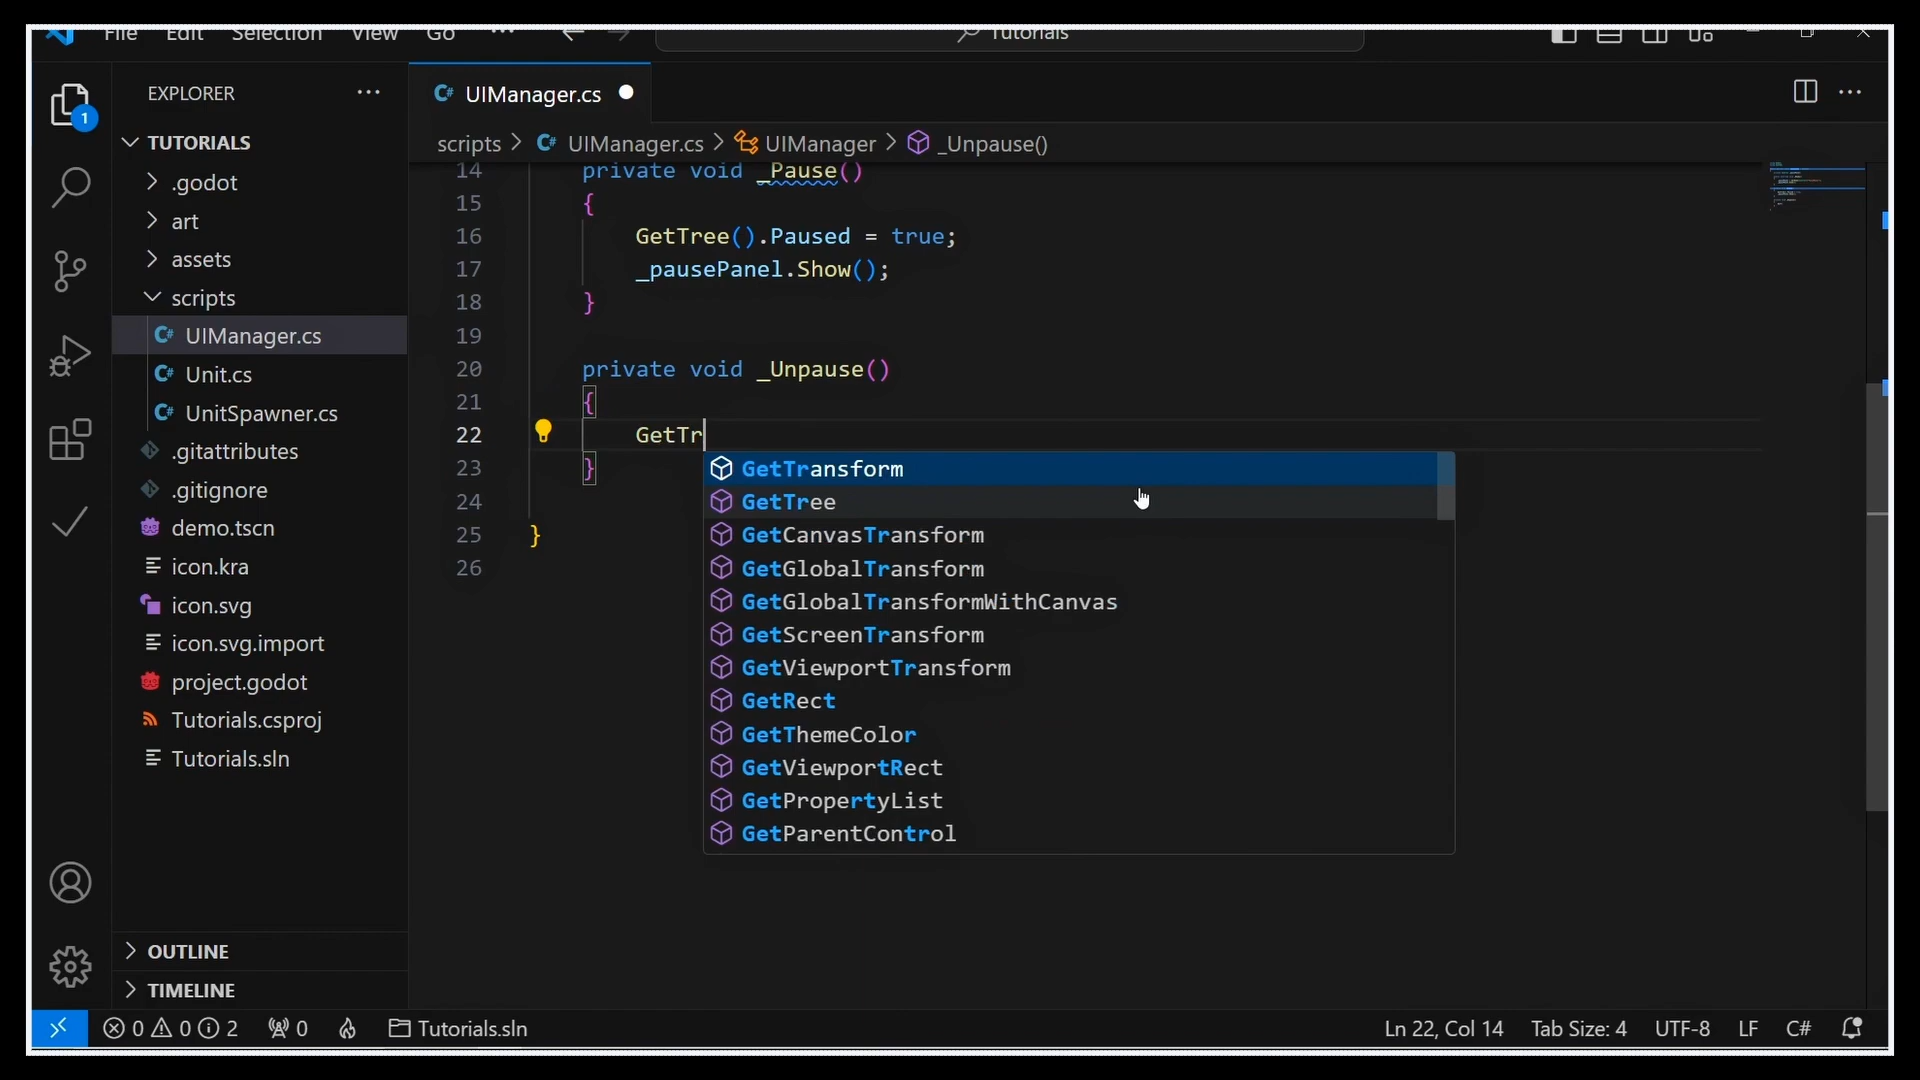 File Edit Selection View Go ··· Tutorials
EXPLORER ···
TUTORIALS
.godot
art
assets
scripts
C# UIManager.cs
C# Unit.cs
C# UnitSpawner.cs
.gitattributes
.gitignore
demo.tscn
icon.kra
icon.svg
icon.svg.import
project.godot
Tutorials.csproj
Tutorials.sln
OUTLINE
TIMELINE
C# UIManager.cs
scripts > C# UIManager.cs > UIManager > _Unpause()
14 private void _Pause()
15 {
16 GetTree().Paused = true;
17 _pausePanel.Show();
18 }
19
20 private void _Unpause()
21 {
22 GetTr
23 }
24
25 }
26
GetTransform
GetTree
GetCanvasTransform
GetGlobalTransform
GetGlobalTransformWithCanvas
GetScreenTransform
GetViewportTransform
GetRect
GetThemeColor
GetViewportRect
GetPropertyList
GetParentControl
1
0 0 2 0 Tutorials.sln Ln 22, Col 14 Tab Size: 4 UTF-8 LF C#